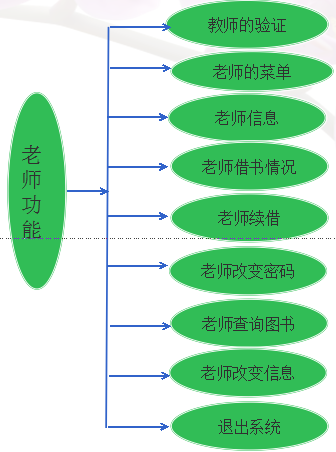 老师功能
教师的验证
老师的菜单
老师信息
老师借书情况
老师续借
老师改变密码
老师查询图书
老师改变信息
退出系统